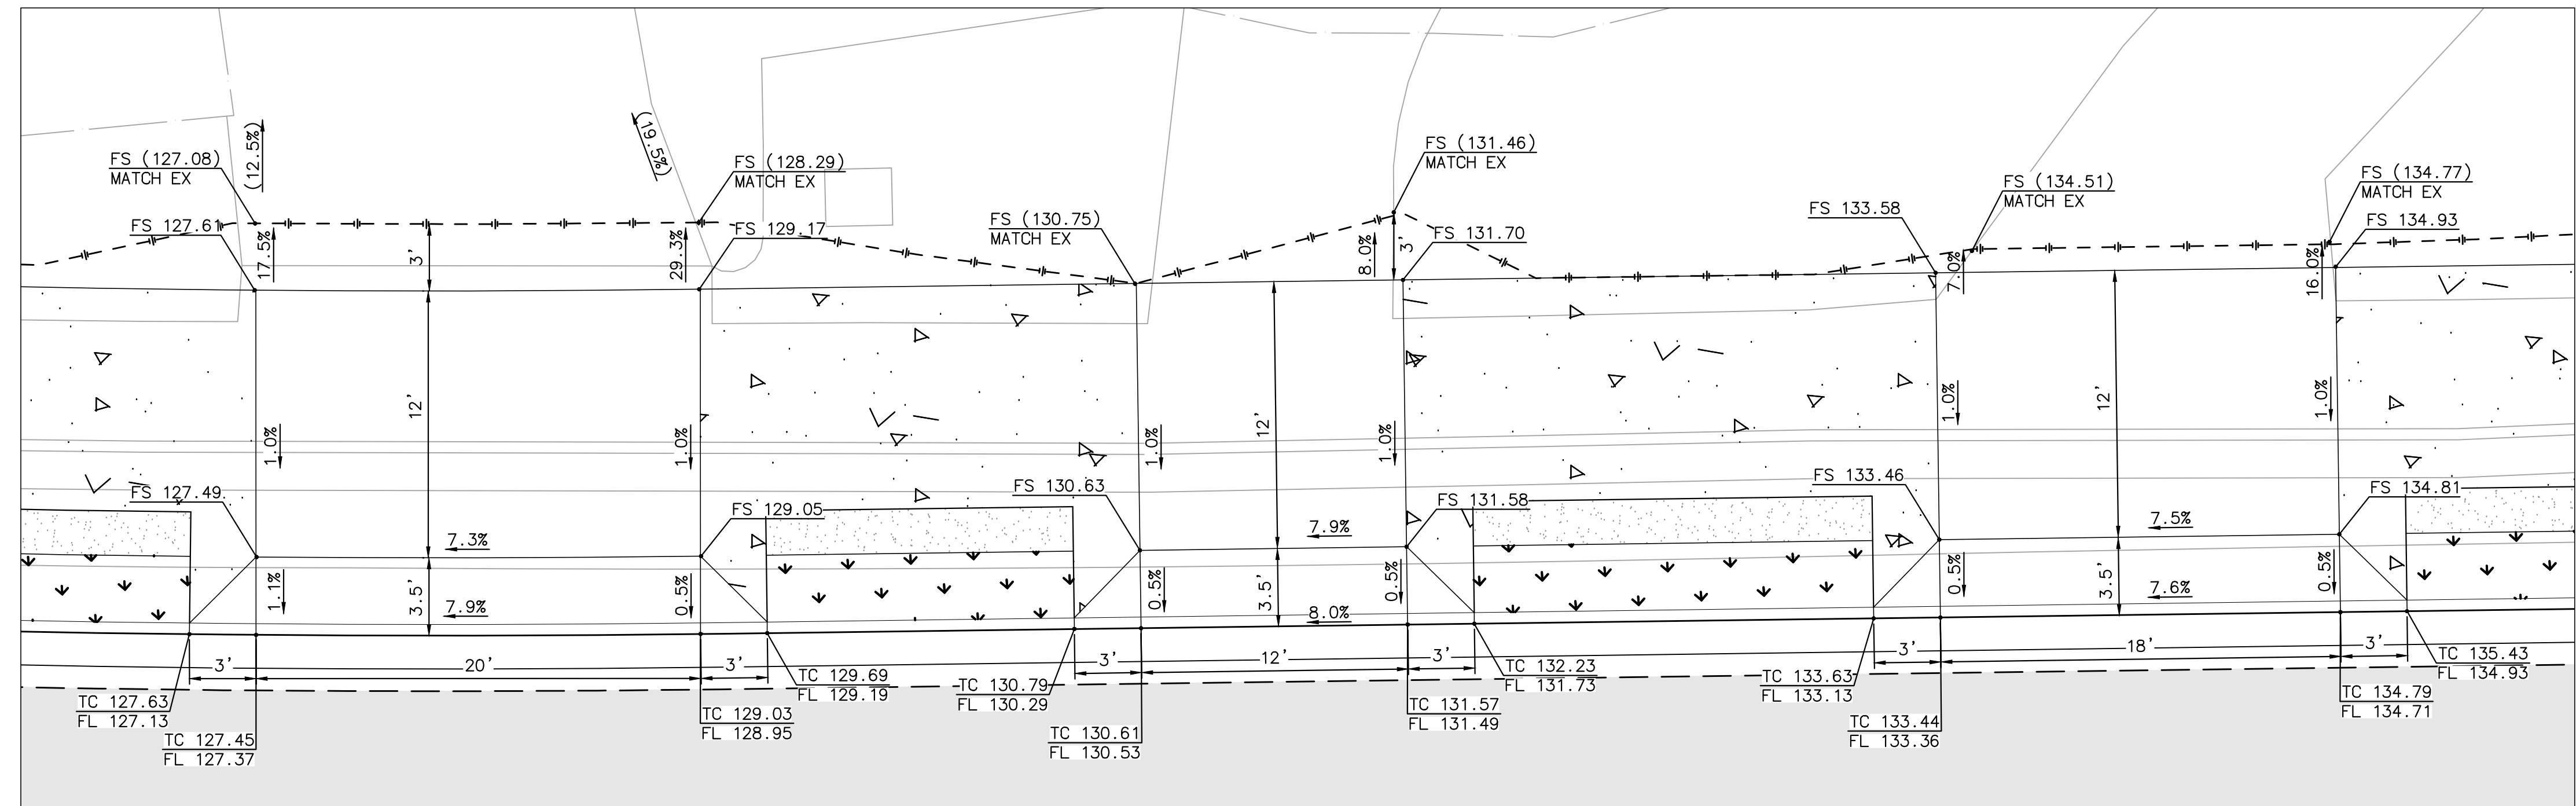 (12.5%)
FS (127.08)
MATCH EX
FS 127.61
17.5%
3'
(19.5%)
FS (128.29)
MATCH EX
FS 129.17
29.3%
FS (130.75)
MATCH EX
FS (131.46)
MATCH EX
8.0%
3'
FS 131.70
FS 133.58
FS (134.51)
MATCH EX
7.0%
FS (134.77)
MATCH EX
FS 134.93
16.0%
1.0%
12'
1.0%
1.0%
12'
1.0%
1.0%
12'
1.0%
FS 127.49
7.3%
FS 129.05
FS 130.63
7.9%
FS 131.58
FS 133.46
7.5%
FS 134.81
1.1%
3.5'
7.9%
0.5%
0.5%
3.5'
8.0%
0.5%
0.5%
3.5'
7.6%
0.5%
3'
20'
3'
3'
12'
3'
3'
18'
3'
TC 127.63
FL 127.13
TC 127.45
FL 127.37
TC 129.03
FL 128.95
TC 129.69
FL 129.19
TC 130.79
FL 130.29
TC 130.61
FL 130.53
TC 131.57
FL 131.49
TC 132.23
FL 131.73
TC 133.63
FL 133.13
TC 133.44
FL 133.36
TC 134.79
FL 134.71
TC 135.43
FL 134.93